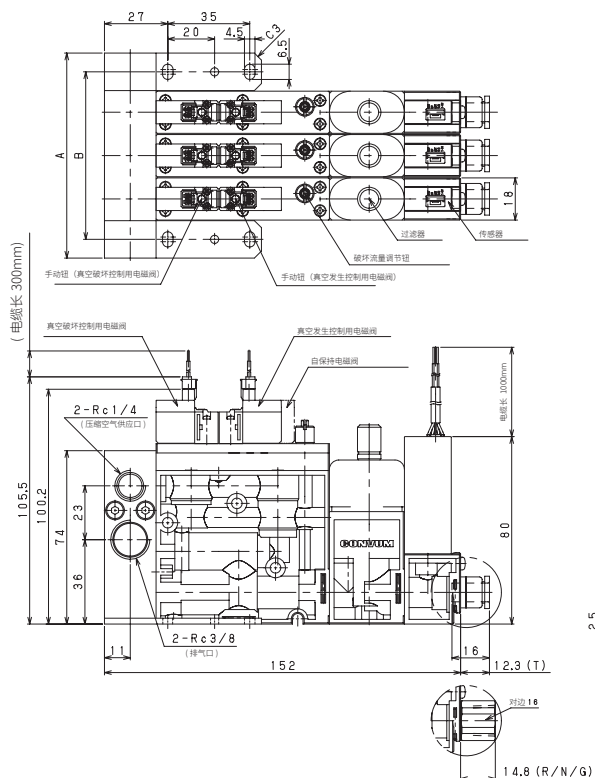 27
35
20
4.5
C3
6.5
A
B
18
过滤器
传感器
破坏流量调节钮
手动钮（真空破坏控制用电磁阀）
手动钮（真空发生控制用电磁阀）
（电缆长 300mm）
真空破坏控制用电磁阀
真空发生控制用电磁阀
自保持电磁阀
电缆长 1000mm
2-Rc1/4
（压缩空气供应口）
105.5
100.2
74
23
36
CONVUM
80
2-Rc3/8
（排气口）
11
16
152
12.3 (T)
2.5
对边 16
14.8 (R/N/G)